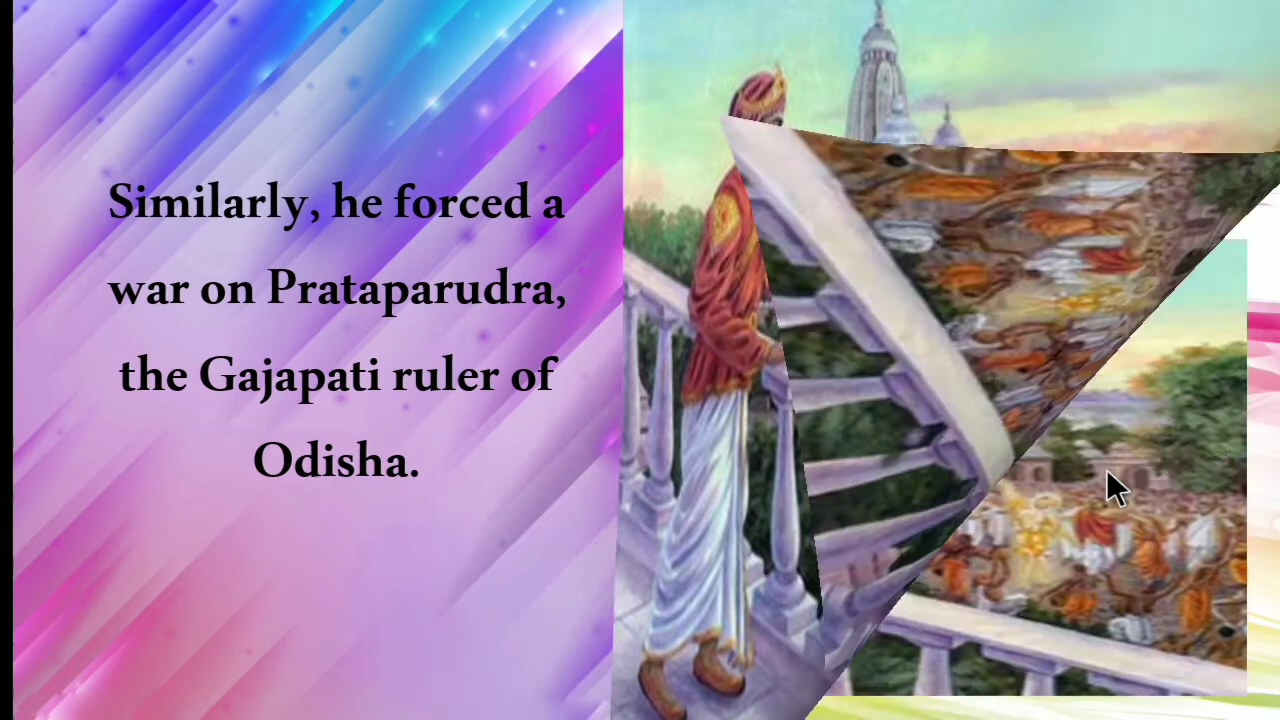 Similarly, he forced a
war on Prataparudra,
the Gajapati ruler of
Odisha.